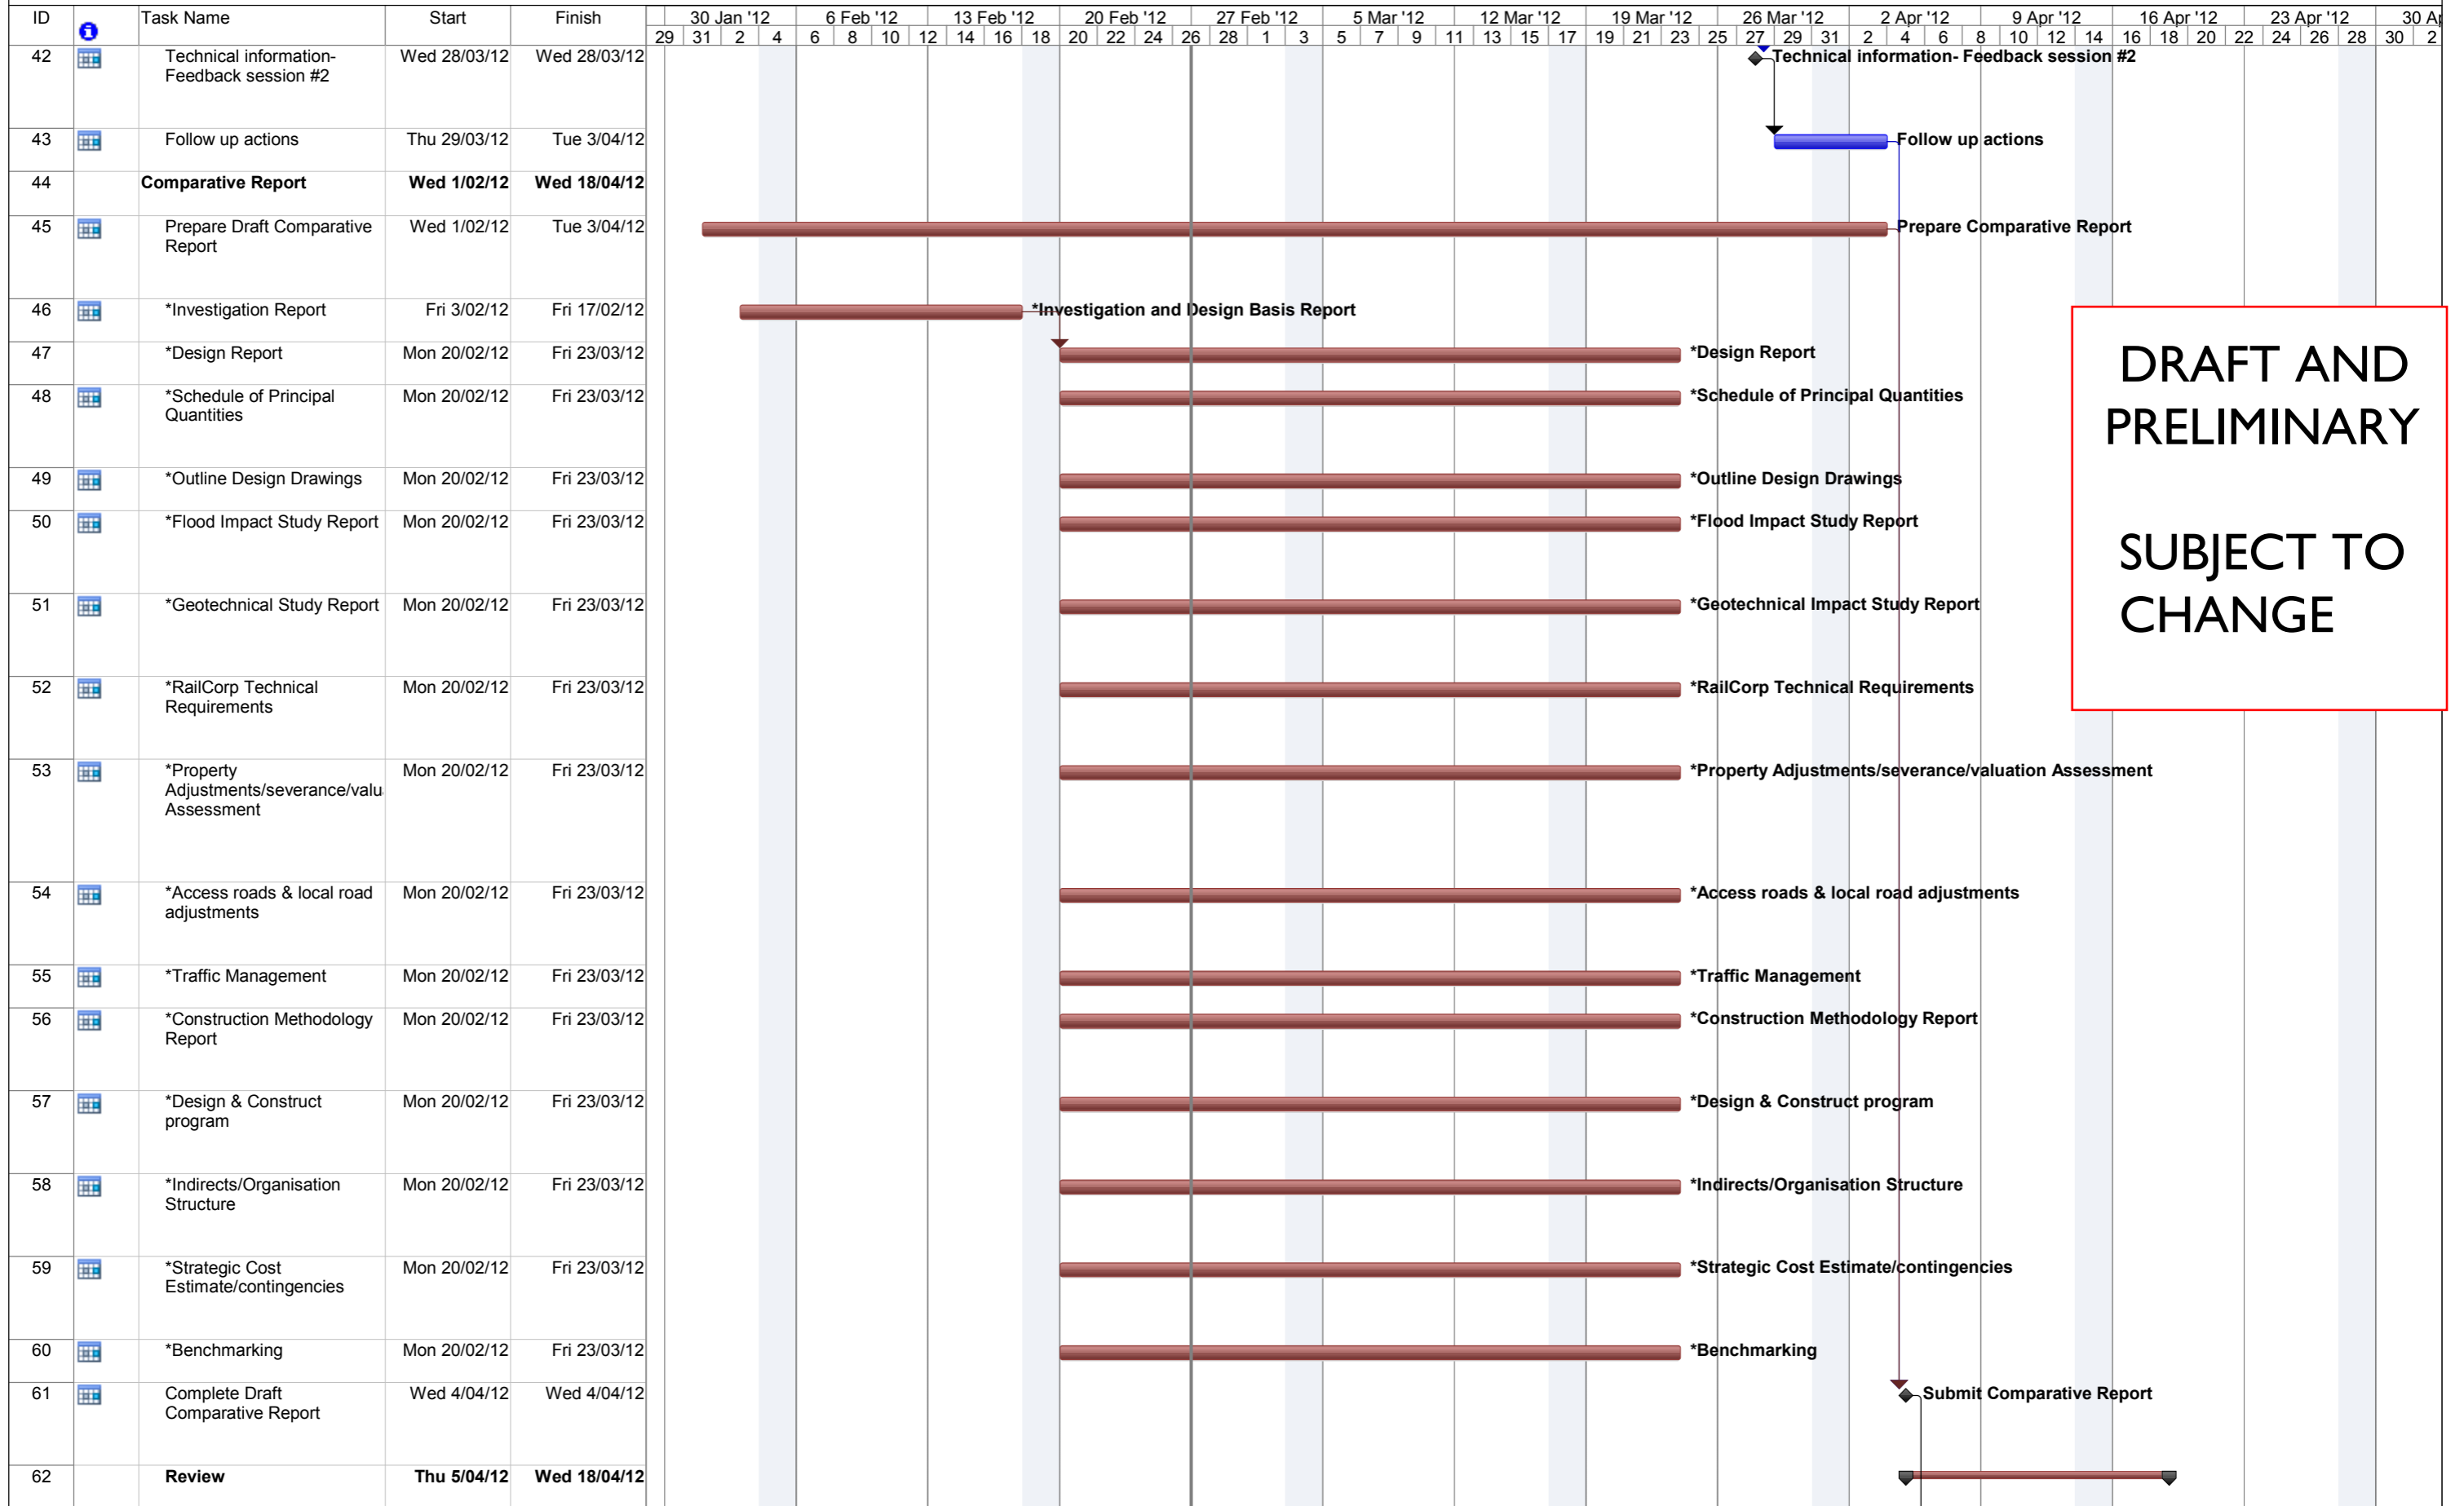 ID Task Name Start Finish 30 Jan '12 6 Feb '12 13 Feb '12 20 Feb '12 27 Feb '12 5 Mar '12 12 Mar '12 19 Mar '12 26 Mar '12 2 Apr '12 9 Apr '12 16 Apr '12 23 Apr '12
29 31 2 4 6 8 10 12 14 16 18 20 22 24 26 28 1 3 5 7 9 11 13 15 17 19 21 23 25 27 29 31 2 4 6 8 10 12 14 16 18 20 22 24 26 28 30 2
42 Technical information- Wed 28/03/12 Wed 28/03/12 Technical information- Feedback session #2
Feedback session #2
43 Follow up actions Thu 29/03/12 Tue 3/04/12 Follow up actions
44 Comparative Report Wed 1/02/12 Wed 18/04/12
45 Prepare Draft Comparative Wed 1/02/12 Tue 3/04/12 Prepare Comparative Report
Report
46 *Investigation Report Fri 3/02/12 Fri 17/02/12 *Investigation and Design Basis Report
47 *Design Report Mon 20/02/12 Fri 23/03/12 *Design Report
48 *Schedule of Principal Mon 20/02/12 Fri 23/03/12 *Schedule of Principal Quantities
Quantities
49 *Outline Design Drawings Mon 20/02/12 Fri 23/03/12 *Outline Design Drawings
50 *Flood Impact Study Report Mon 20/02/12 Fri 23/03/12 *Flood Impact Study Report
51 *Geotechnical Study Report Mon 20/02/12 Fri 23/03/12 *Geotechnical Impact Study Report
52 *RailCorp Technical Mon 20/02/12 Fri 23/03/12 *RailCorp Technical Requirements
Requirements
53 *Property Mon 20/02/12 Fri 23/03/12 *Property Adjustments/severance/valuation Assessment
Adjustments/severance/valu
Assessment
54 *Access roads & local road Mon 20/02/12 Fri 23/03/12 *Access roads & local road adjustments
adjustments
55 *Traffic Management Mon 20/02/12 Fri 23/03/12 *Traffic Management
56 *Construction Methodology Mon 20/02/12 Fri 23/03/12 *Construction Methodology Report
Report
57 *Design & Construct Mon 20/02/12 Fri 23/03/12 *Design & Construct program
program
58 *Indirects/Organisation Mon 20/02/12 Fri 23/03/12 *Indirects/Organisation Structure
Structure
59 *Strategic Cost Mon 20/02/12 Fri 23/03/12 *Strategic Cost Estimate/contingencies
Estimate/contingencies
60 *Benchmarking Mon 20/02/12 Fri 23/03/12 *Benchmarking
61 Complete Draft Wed 4/04/12 Wed 4/04/12 Submit Comparative Report
Comparative Report
62 Review Thu 5/04/12 Wed 18/04/12
DRAFT AND
PRELIMINARY
SUBJECT TO
CHANGE